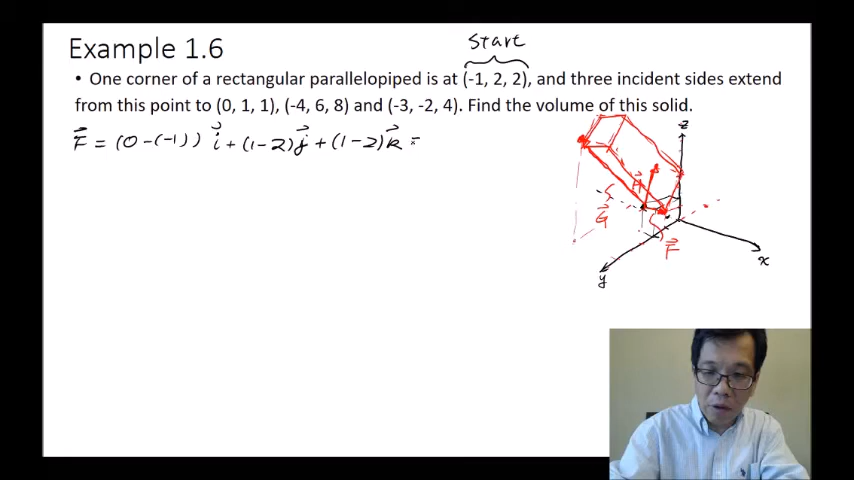 Example 1.6
Start
• One corner of a rectangular parallelopiped is at (-1, 2, 2), and three incident sides extend
from this point to (0, 1, 1), (-4, 6, 8) and (-3, -2, 4). Find the volume of this solid.
F = (0 - (-1)) i + (1-2) j + (1-2) k =
z
H
G
F
x
y